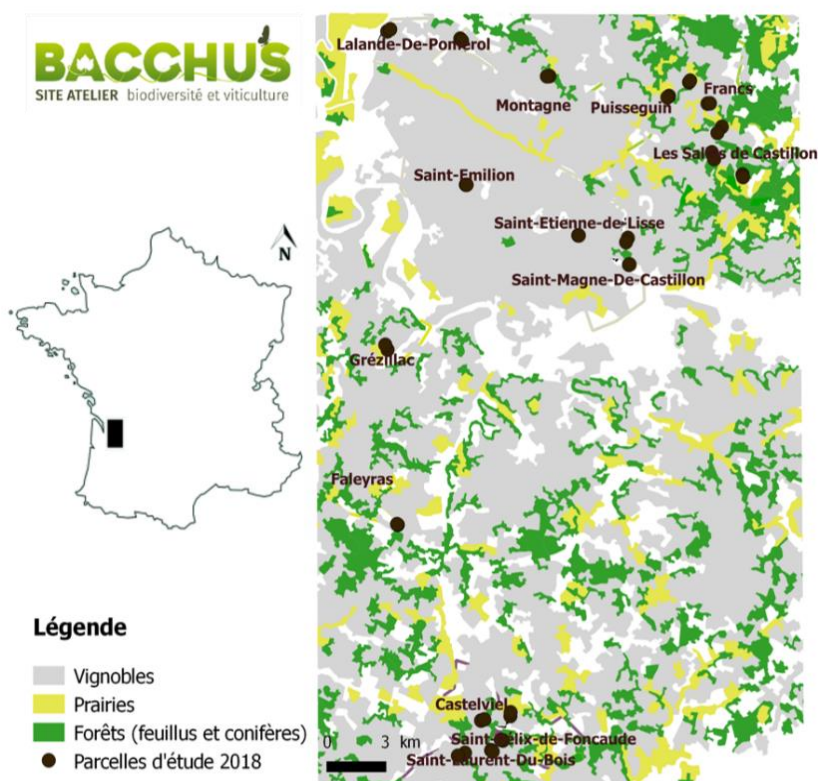 BACCHUS
SITE ATELIER biodiversité et viticulture
N
Légende
Vignobles
Prairies
Forêts (feuillus et conifères)
Parcelles d'étude 2018
Lalande-De-Pomerol
Montagne
Puisseguin
Francs
Les Salles de Castillon
Saint-Emilion
Saint-Etienne-de-Lisse
Saint-Magne-De-Castillon
Grézillac
Faleyras
Castelviel
Saint-Félix-de-Foncaude
Saint-Laurent-Du-Bois
0 3 km